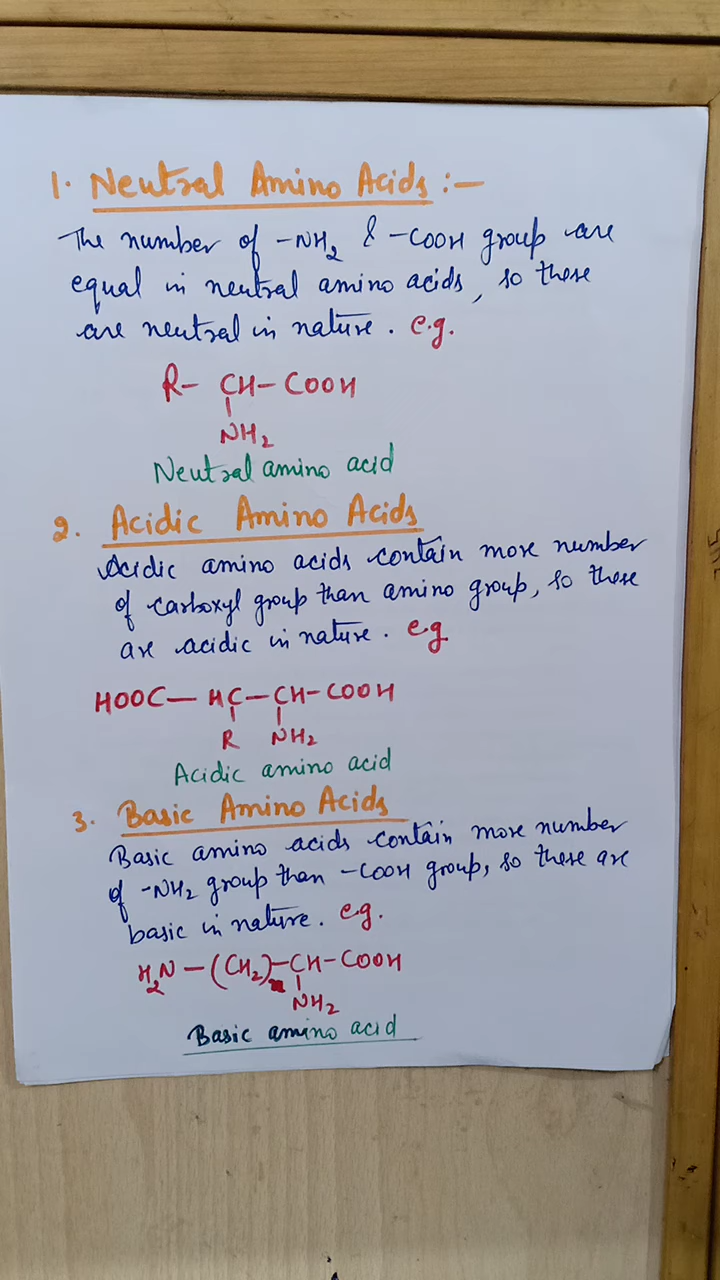 1. Neutral Amino Acids :-
The number of -NH2 & -COOH group are
equal in neutral amino acids, so these
are neutral in nature. e.g.
R- CH- COOH
NH2
Neutral amino acid
2. Acidic Amino Acids
Acidic amino acids contain more number
of carboxyl group than amino group, so these
are acidic in nature. e.g
HOOC- HC-CH-COOH
R NH2
Acidic amino acid
3. Basic Amino Acids
Basic amino acids contain more number
of -NH2 group than -COOH group, so these are
basic in nature. e.g.
H2N-(CH2)-CH-COOH
NH2
Basic amino acid